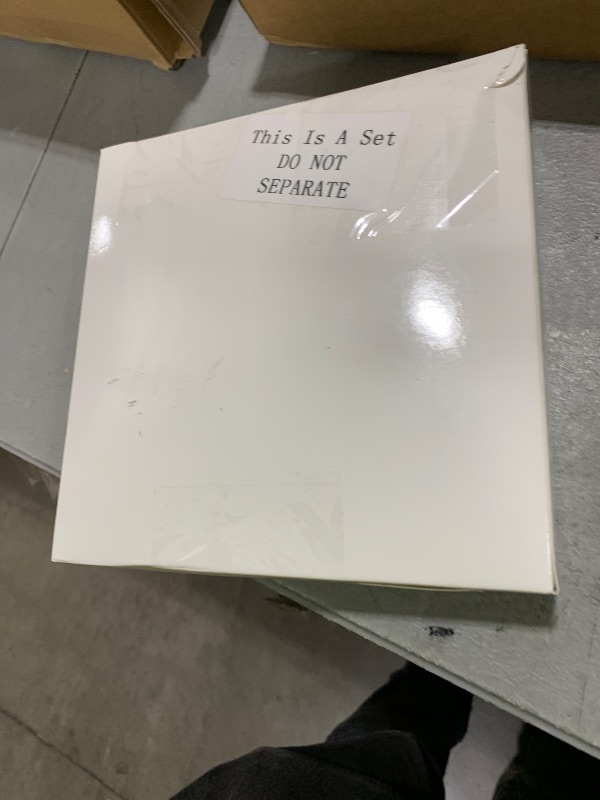 This Is A Set
DO NOT
SEPARATE